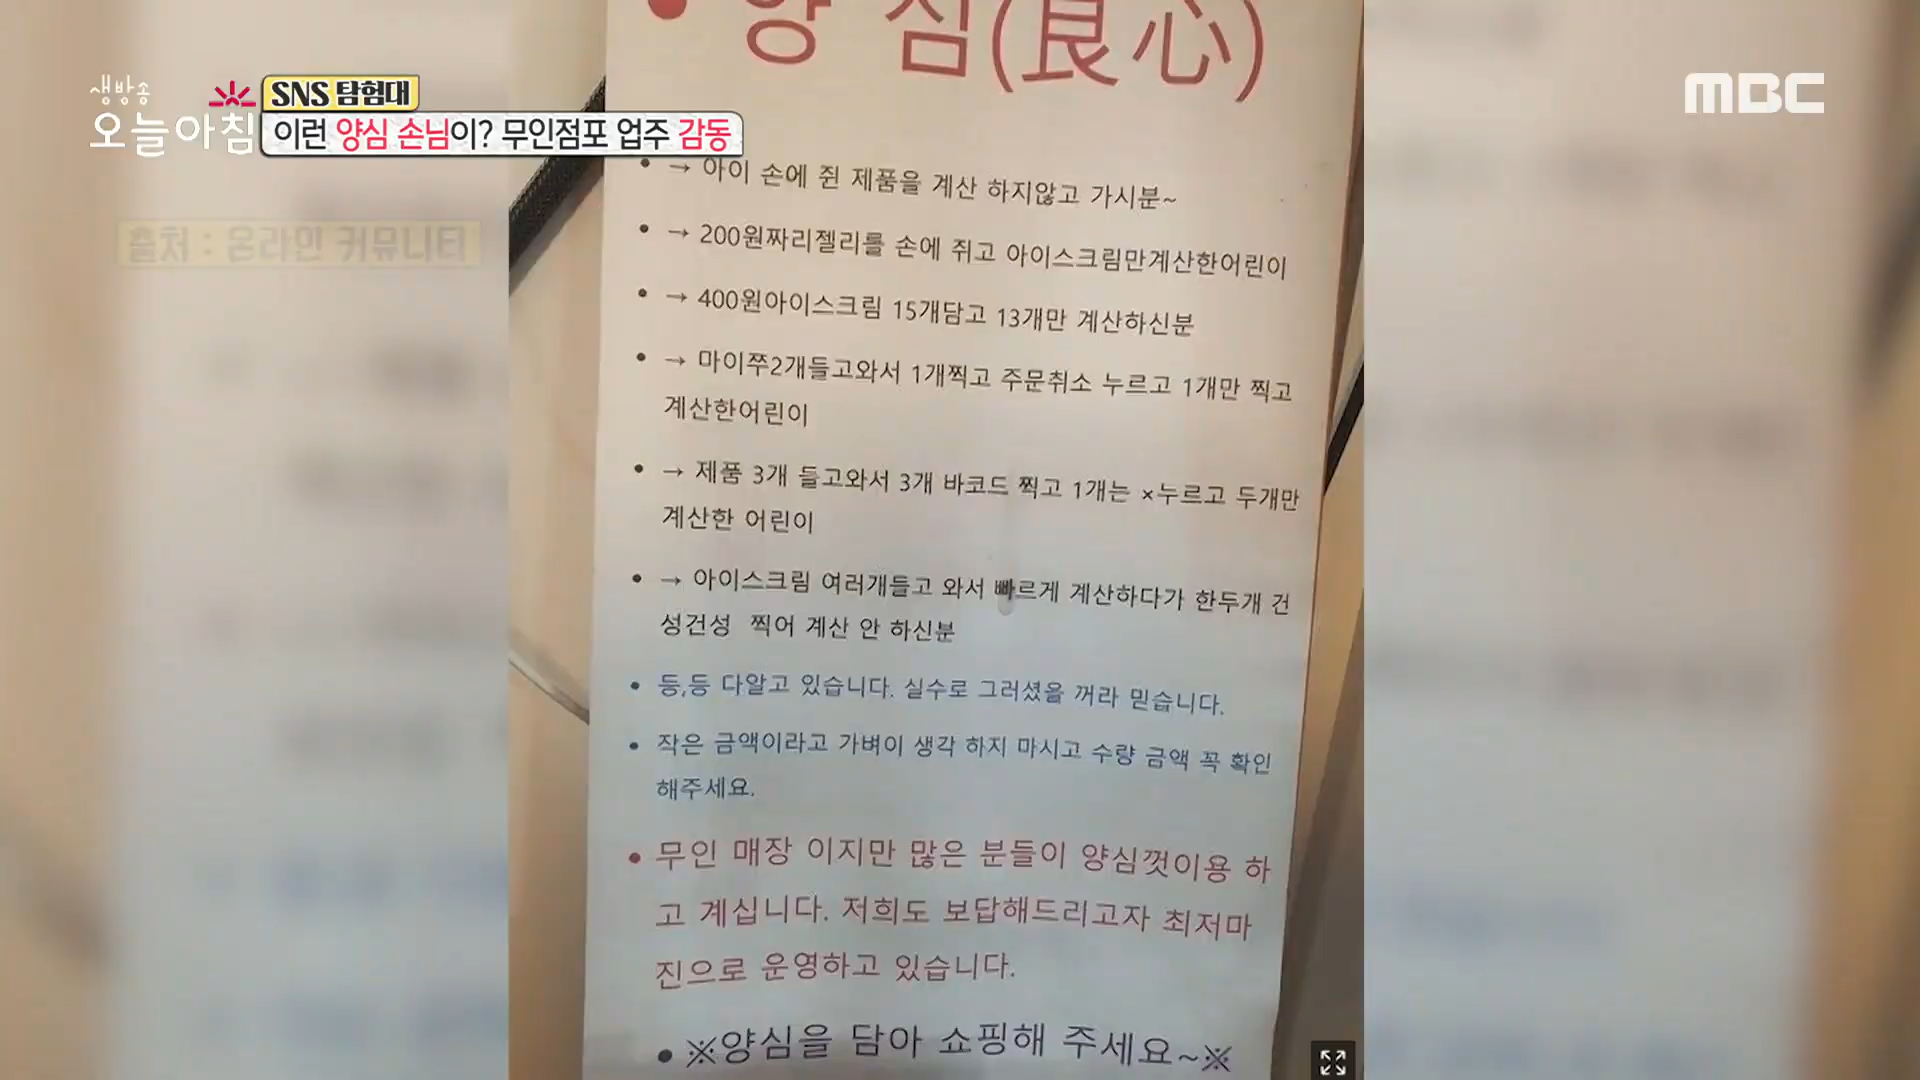 생방송
오늘아침
SNS 탐험대
이런 양심 손님이? 무인점포 업주 감동
MBC
출처 : 온라인 커뮤니티
• 양 심(良心)
• → 아이 손에 쥔 제품을 계산 하지않고 가시분~
• → 200원짜리젤리를 손에 쥐고 아이스크림만계산한어린이
• → 400원아이스크림 15개담고 13개만 계산하신분
• → 마이쭈2개들고와서 1개찍고 주문취소 누르고 1개만 찍고
계산한어린이
• → 제품 3개 들고와서 3개 바코드 찍고 1개는 ×누르고 두개만
계산한 어린이
• → 아이스크림 여러개들고 와서 빠르게 계산하다가 한두개 건
성건성 찍어 계산 안 하신분
• 등,등 다알고 있습니다. 실수로 그러셨을 꺼라 믿습니다.
• 작은 금액이라고 가벼이 생각 하지 마시고 수량 금액 꼭 확인
해주세요.
• 무인 매장 이지만 많은 분들이 양심껏이용 하
고 계십니다. 저희도 보답해드리고자 최저마
진으로 운영하고 있습니다.
• ※양심을 담아 쇼핑해 주세요~※